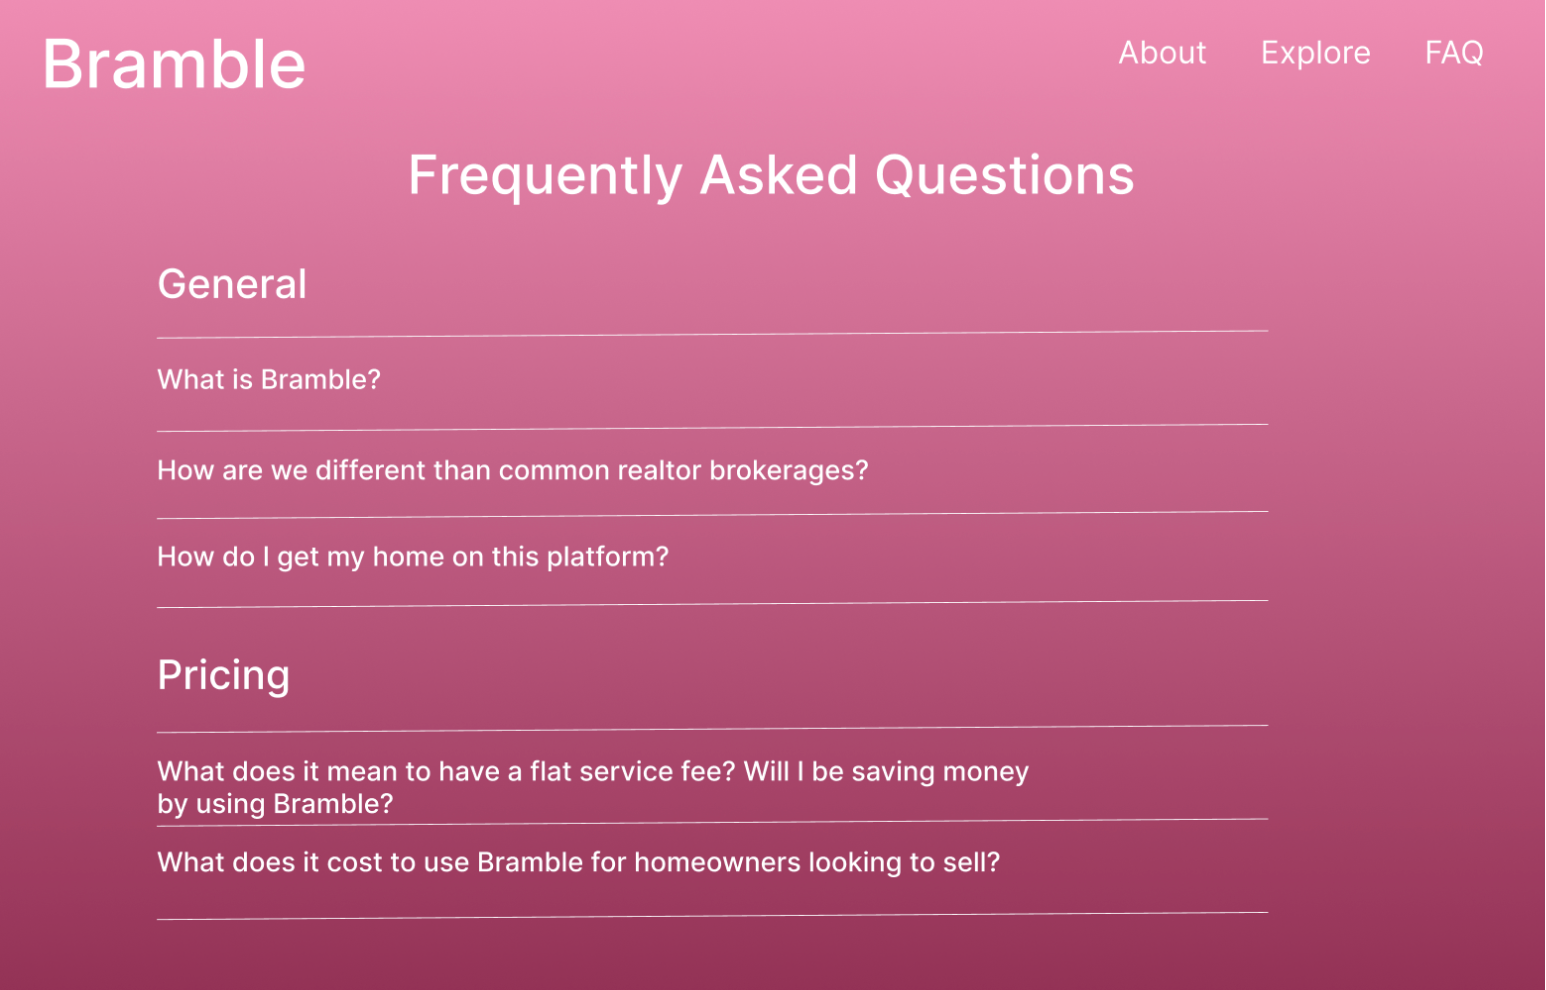 Bramble
About Explore FAQ
Frequently Asked Questions
General
What is Bramble?
How are we different than common realtor brokerages?
How do I get my home on this platform?
Pricing
What does it mean to have a flat service fee? Will I be saving money
by using Bramble?
What does it cost to use Bramble for homeowners looking to sell?